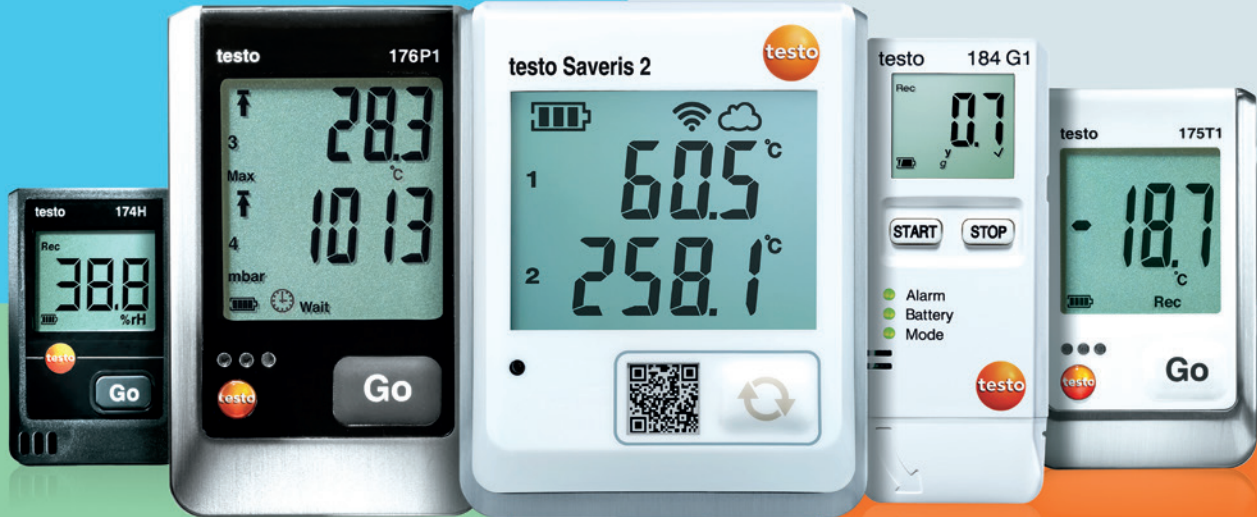 testo 174H
Rec
38.8
%rH
testo
Go
testo 176P1
28.3
3
°C
Max
1013
4
mbar
Wait
testo
Go
testo Saveris 2
testo
60.5 °C
1
258.1 °C
2
testo 184 G1
Rec
0.7
y
g
START STOP
Alarm
Battery
Mode
testo
testo 175T1
-18.7
°C
Rec
testo
Go